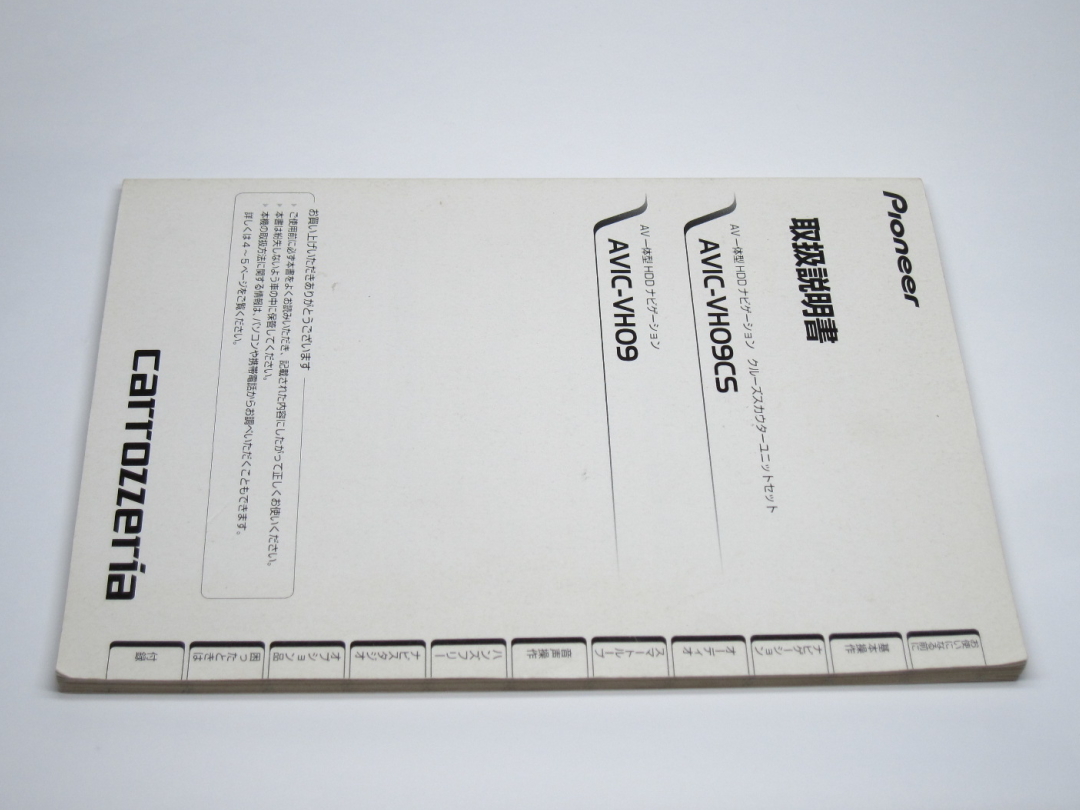 Pioneer
取扱説明書
AV一体型 HDD ナビゲーション クルーズスカウターユニットセット
AVIC-VH09CS
AV一体型 HDD ナビゲーション
AVIC-VH09
お買い上げいただきありがとうございます
» ご使用前に必ず本書をよくお読みいただき、記載された内容にしたがって正しくお使いください。
» 本書は紛失しないよう車の中に保管してください。
» 本機の取扱方法に関する情報は、パソコンや携帯電話からお調べいただくこともできます。
詳しくは4～5ページをご覧ください。
carrozzeria
お使いになる前に
基本操作
ナビゲーション
オーディオ
スマートループ
音声操作
ハンズフリー
ナビスタジオ
オプション品
困ったときは
付録